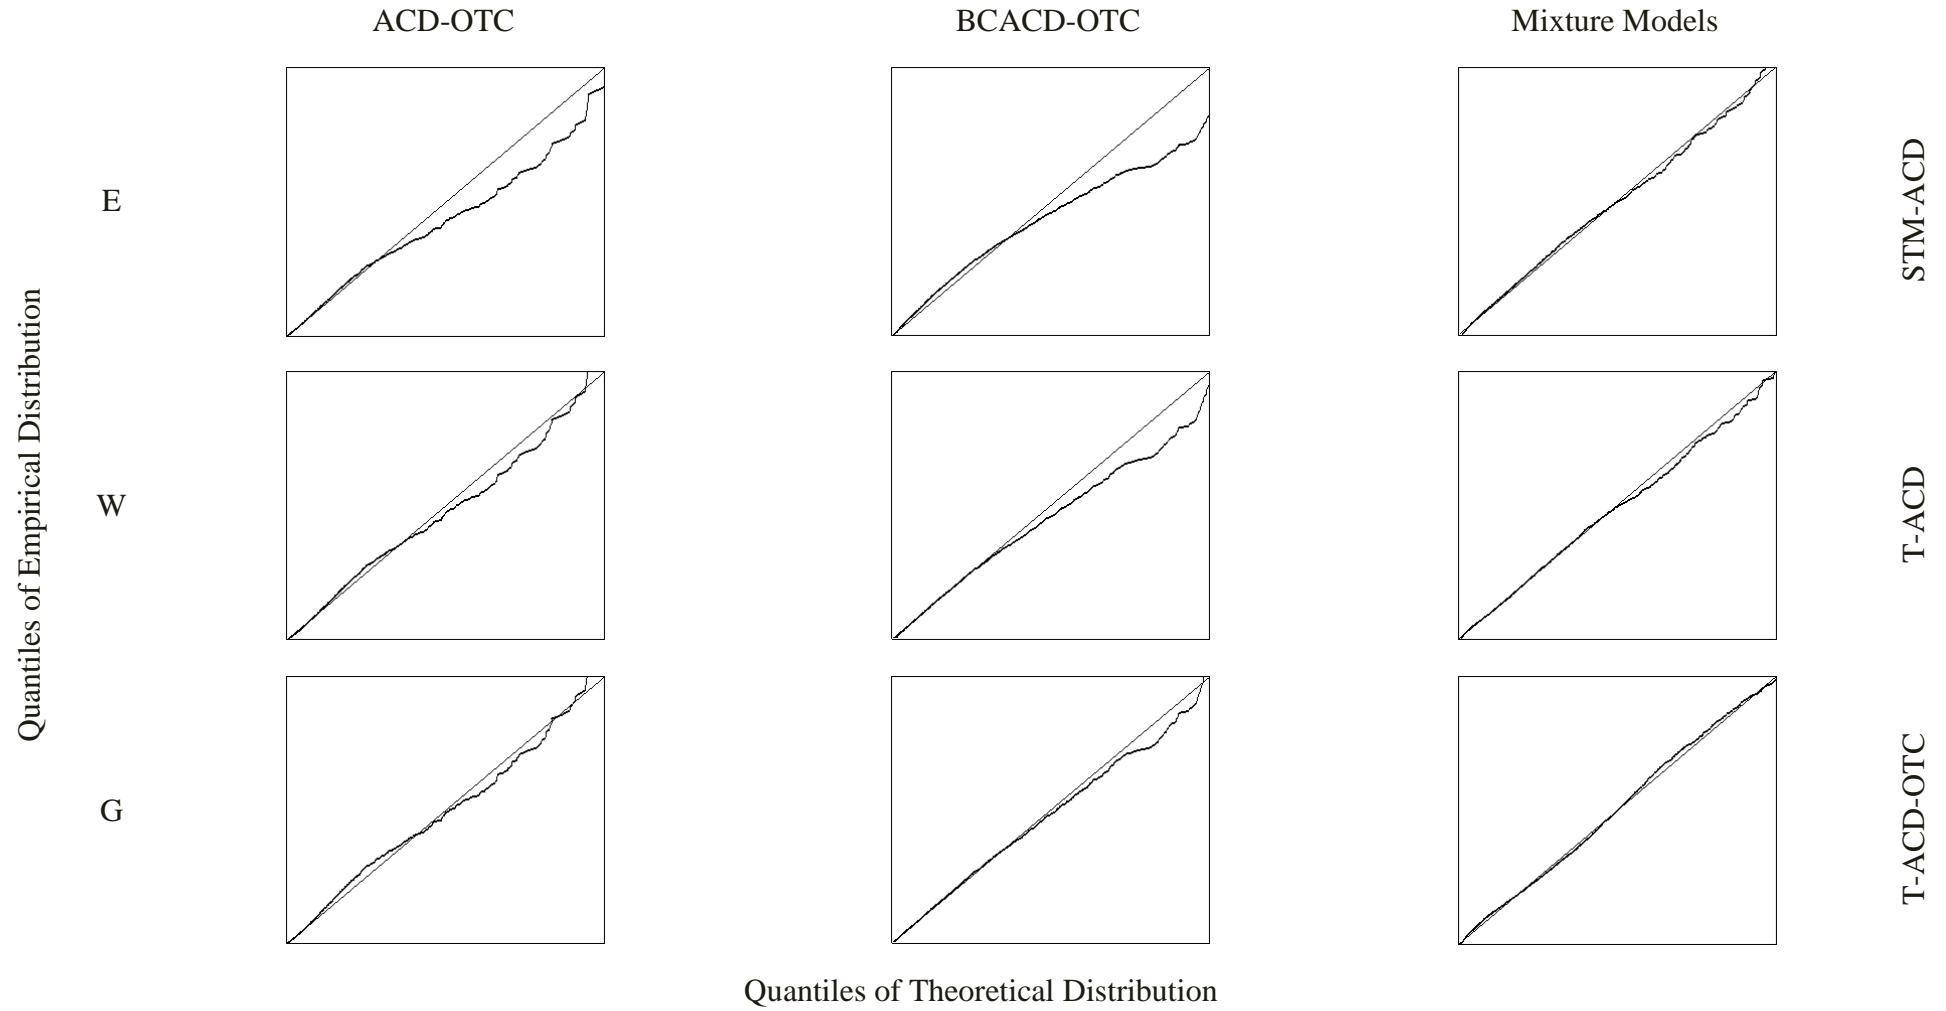 ACD-OTC
BCACD-OTC
Mixture Models
Quantiles of Empirical Distribution
E
STM-ACD
W
T-ACD
G
T-ACD-OTC
Quantiles of Theoretical Distribution